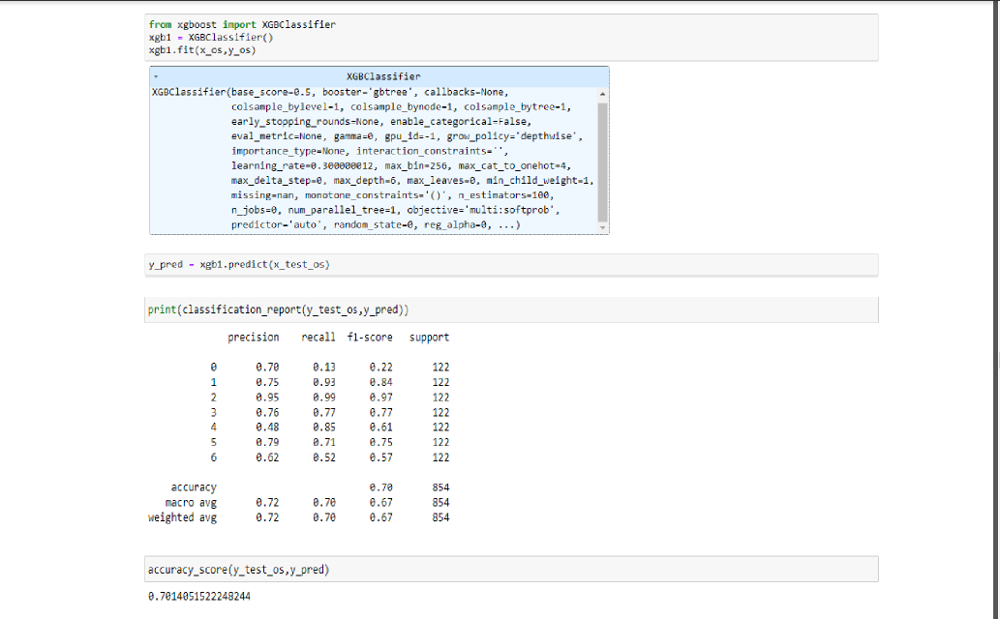 from xgboost import XGBClassifier
xgb1 = XGBClassifier()
xgb1.fit(x_os,y_os)
XGBClassifier
XGBClassifier(base_score=0.5, booster='gbtree', callbacks=None,
colsample_bylevel=1, colsample_bynode=1, colsample_bytree=1,
early_stopping_rounds=None, enable_categorical=False,
eval_metric=None, gamma=0, gpu_id=-1, grow_policy='depthwise',
importance_type=None, interaction_constraints='',
learning_rate=0.300000012, max_bin=256, max_cat_to_onehot=4,
max_delta_step=0, max_depth=6, max_leaves=0, min_child_weight=1,
missing=nan, monotone_constraints='()', n_estimators=100,
n_jobs=0, num_parallel_tree=1, objective='multi:softprob',
predictor='auto', random_state=0, reg_alpha=0, ...)
y_pred = xgb1.predict(x_test_os)
print(classification_report(y_test_os,y_pred))
precision recall f1-score support
0 0.70 0.13 0.22 122
1 0.75 0.93 0.84 122
2 0.95 0.99 0.97 122
3 0.76 0.77 0.77 122
4 0.48 0.85 0.61 122
5 0.79 0.71 0.75 122
6 0.62 0.52 0.57 122
accuracy 0.70 854
macro avg 0.72 0.70 0.67 854
weighted avg 0.72 0.70 0.67 854
accuracy_score(y_test_os,y_pred)
0.7014051522248244